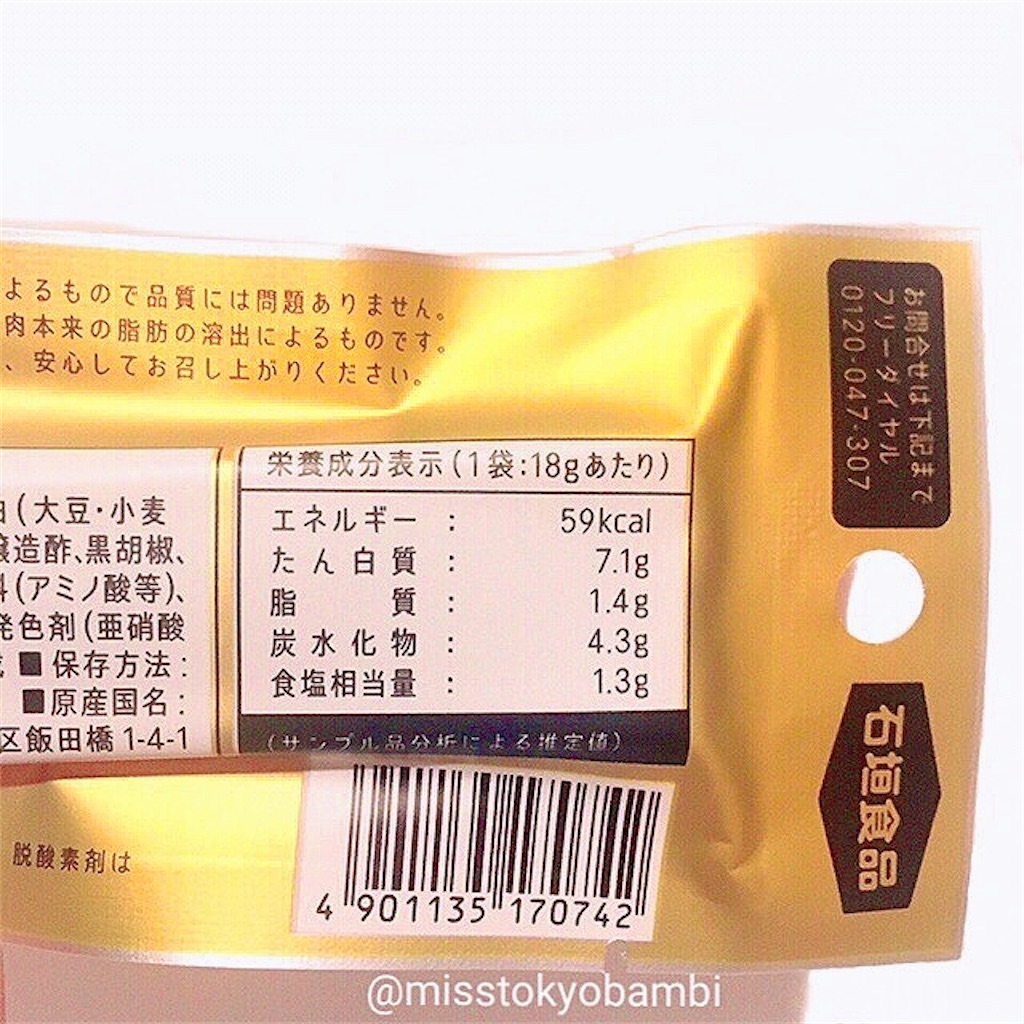 よるもので品質には問題ありません。
肉本来の脂肪の溶出によるものです。
、安心してお召し上がりください。
お問合せは下記まで
フリーダイヤル
0120-047-307
(大豆・小麦
造酢、黒胡椒、
(アミノ酸等)、
発色剤(亜硝酸
■保存方法:
■原産国名:
区飯田橋1-4-1
栄養成分表示(1袋:18gあたり)
エネルギー : 59kcal
たん白質 : 7.1g
脂質 : 1.4g
炭水化物 : 4.3g
食塩相当量 : 1.3g
(サンプル品分析による推定値)
石垣食品
脱酸素剤は
4 901135 170742
@misstokyobambi